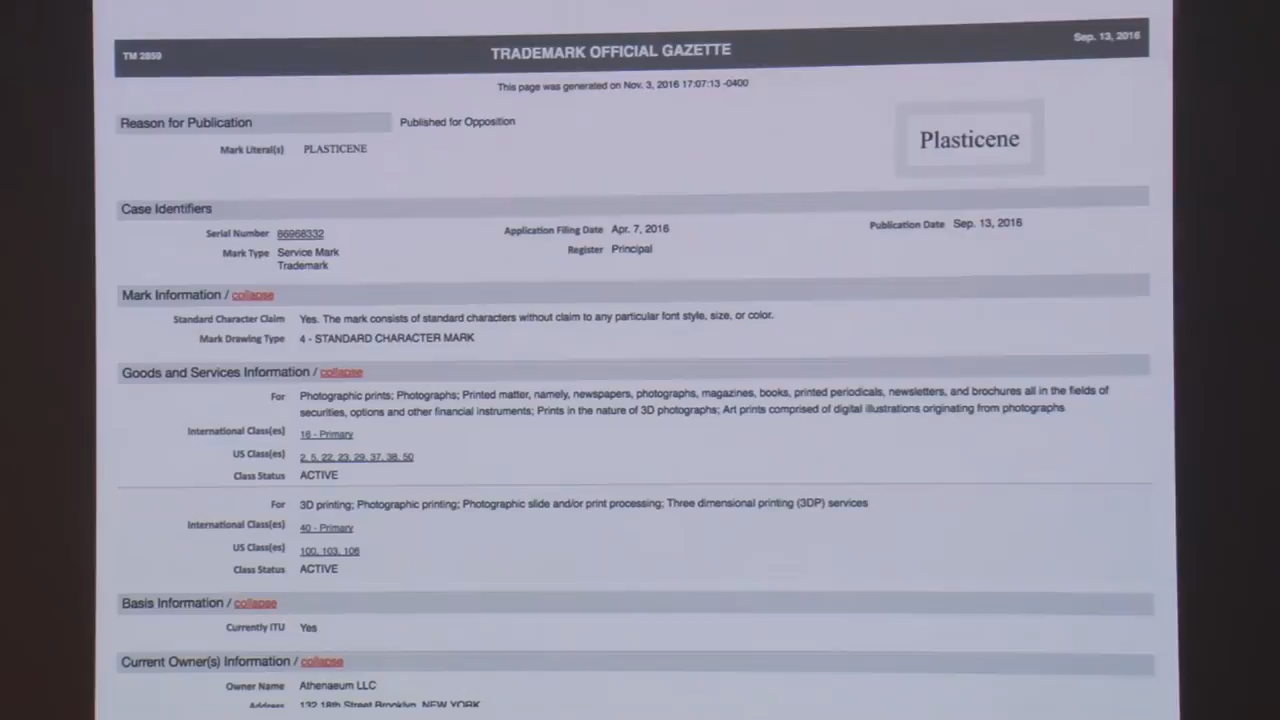 TM 2859
TRADEMARK OFFICIAL GAZETTE
Sep. 13, 2016
This page was generated on Nov. 3, 2016 17:07:13 -0400
Reason for Publication
Published for Opposition
Mark Literal(s) PLASTICENE
Plasticene
Case Identifiers
Serial Number 86968332
Application Filing Date Apr. 7, 2016
Publication Date Sep. 13, 2016
Mark Type Service Mark
Trademark
Register Principal
Mark Information / collapse
Standard Character Claim Yes. The mark consists of standard characters without claim to any particular font style, size, or color.
Mark Drawing Type 4 - STANDARD CHARACTER MARK
Goods and Services Information / collapse
For Photographic prints; Photographs; Printed matter, namely, newspapers, photographs, magazines, books, printed periodicals, newsletters, and brochures all in the fields of
securities, options and other financial instruments; Prints in the nature of 3D photographs; Art prints comprised of digital illustrations originating from photographs
International Class(es) 16 - Primary
US Class(es) 2, 5, 22, 23, 29, 37, 38, 50
Class Status ACTIVE
For 3D printing; Photographic printing; Photographic slide and/or print processing; Three dimensional printing (3DP) services
International Class(es) 40 - Primary
US Class(es) 100, 103, 106
Class Status ACTIVE
Basis Information / collapse
Currently ITU Yes
Current Owner(s) Information / collapse
Owner Name Athenaeum LLC
Address 132 18th Street Brooklyn, NEW YORK